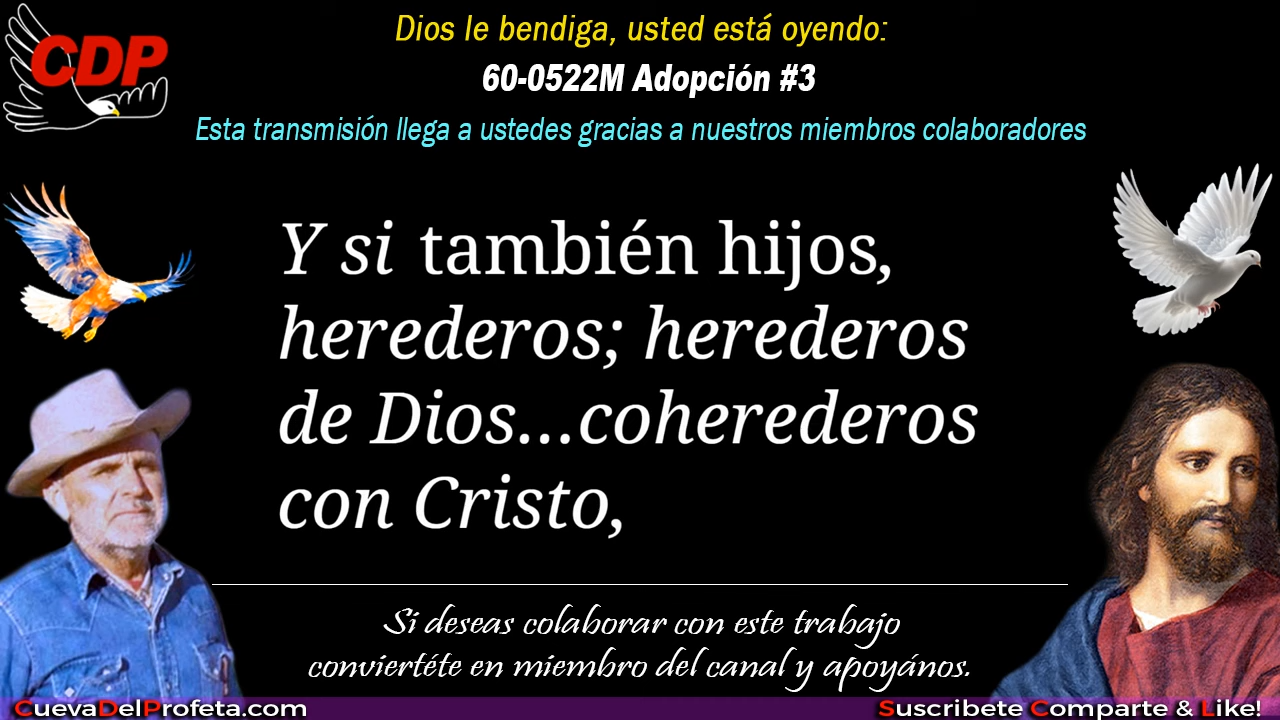 CDP
Dios le bendiga, usted está oyendo:
60-0522M Adopción #3
Esta transmisión llega a ustedes gracias a nuestros miembros colaboradores
Y si también hijos,
herederos; herederos
de Dios...coherederos
con Cristo,
Si deseas colaborar con este trabajo
conviertéte en miembro del canal y apoyános.
CuevaDelProfeta.com
Suscribete Comparte & Like!